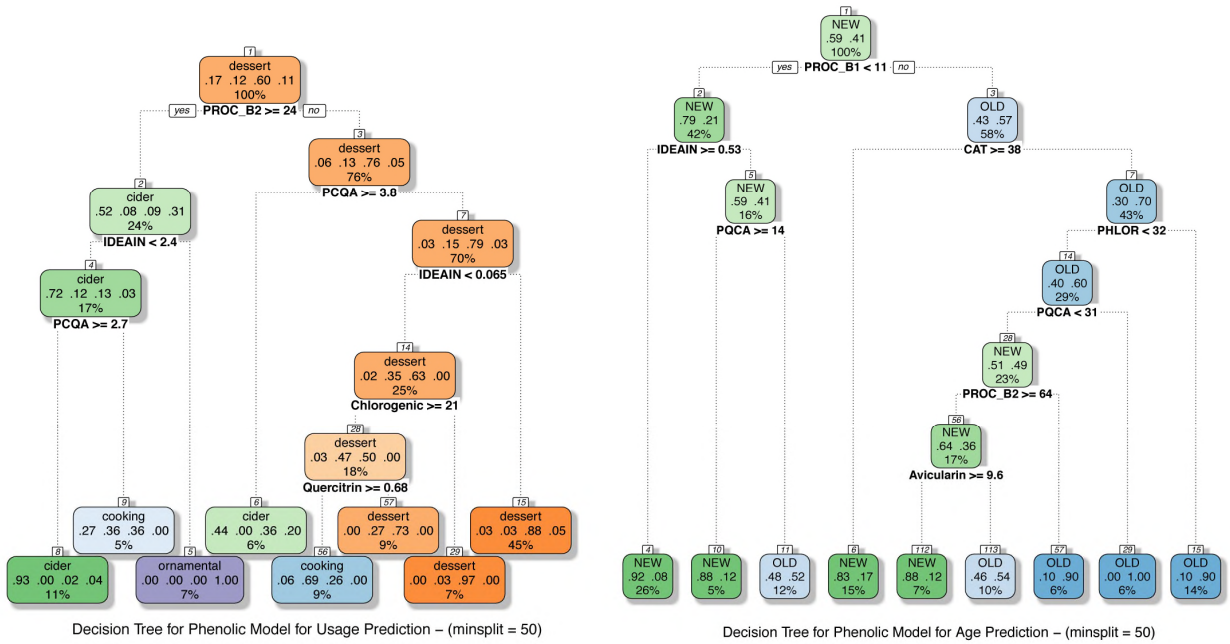 1
dessert
.17 .12 .60 .11
100%
yes PROC_B2 >= 24 no
3
dessert
.06 .13 .76 .05
76%
PCQA >= 3.8
2
cider
.52 .08 .09 .31
24%
IDEAIN < 2.4
7
dessert
.03 .15 .79 .03
70%
IDEAIN < 0.065
4
cider
.72 .12 .13 .03
17%
PCQA >= 2.7
14
dessert
.02 .35 .63 .00
25%
Chlorogenic >= 21
28
dessert
.03 .47 .50 .00
18%
Quercitrin >= 0.68
9
cooking
.27 .36 .36 .00
5%
6
cider
.44 .00 .36 .20
6%
57
dessert
.00 .27 .73 .00
9%
15
dessert
.03 .03 .88 .05
45%
8
cider
.93 .00 .02 .04
11%
5
ornamental
.00 .00 .00 1.00
7%
56
cooking
.06 .69 .26 .00
9%
29
dessert
.00 .03 .97 .00
7%
Decision Tree for Phenolic Model for Usage Prediction – (minsplit = 50)
1
NEW
.59 .41
100%
yes PROC_B1 < 11 no
2
NEW
.79 .21
42%
IDEAIN >= 0.53
3
OLD
.43 .57
58%
CAT >= 38
5
NEW
.59 .41
16%
PQCA >= 14
7
OLD
.30 .70
43%
PHLOR < 32
14
OLD
.40 .60
29%
PQCA < 31
28
NEW
.51 .49
23%
PROC_B2 >= 64
56
NEW
.64 .36
17%
Avicularin >= 9.6
4
NEW
.92 .08
26%
10
NEW
.88 .12
5%
11
OLD
.48 .52
12%
6
NEW
.83 .17
15%
112
NEW
.88 .12
7%
113
OLD
.46 .54
10%
57
OLD
.10 .90
6%
29
OLD
.00 1.00
6%
15
OLD
.10 .90
14%
Decision Tree for Phenolic Model for Age Prediction – (minsplit = 50)